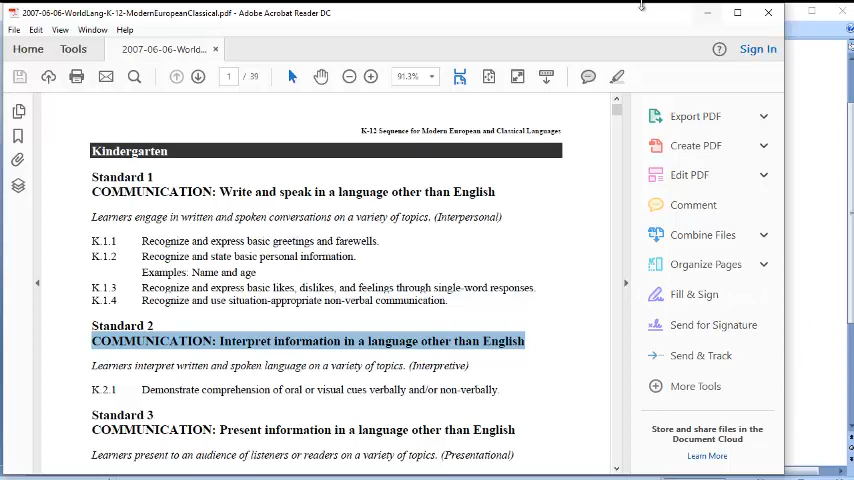 2007-06-06-WorldLang-K-12-ModernEuropeanClassical.pdf - Adobe Acrobat Reader DC
File Edit View Window Help
Home Tools 2007-06-06-World... × Sign In
1 / 39 91.3%
K-12 Sequence for Modern European and Classical Languages
Kindergarten
Standard 1
COMMUNICATION: Write and speak in a language other than English
Learners engage in written and spoken conversations on a variety of topics. (Interpersonal)
K.1.1 Recognize and express basic greetings and farewells.
K.1.2 Recognize and state basic personal information.
Examples: Name and age
K.1.3 Recognize and express basic likes, dislikes, and feelings through single-word responses.
K.1.4 Recognize and use situation-appropriate non-verbal communication.
Standard 2
COMMUNICATION: Interpret information in a language other than English
Learners interpret written and spoken language on a variety of topics. (Interpretive)
K.2.1 Demonstrate comprehension of oral or visual cues verbally and/or non-verbally.
Standard 3
COMMUNICATION: Present information in a language other than English
Learners present to an audience of listeners or readers on a variety of topics. (Presentational)
Export PDF
Create PDF
Edit PDF
Comment
Combine Files
Organize Pages
Fill & Sign
Send for Signature
Send & Track
More Tools
Store and share files in the
Document Cloud
Learn More